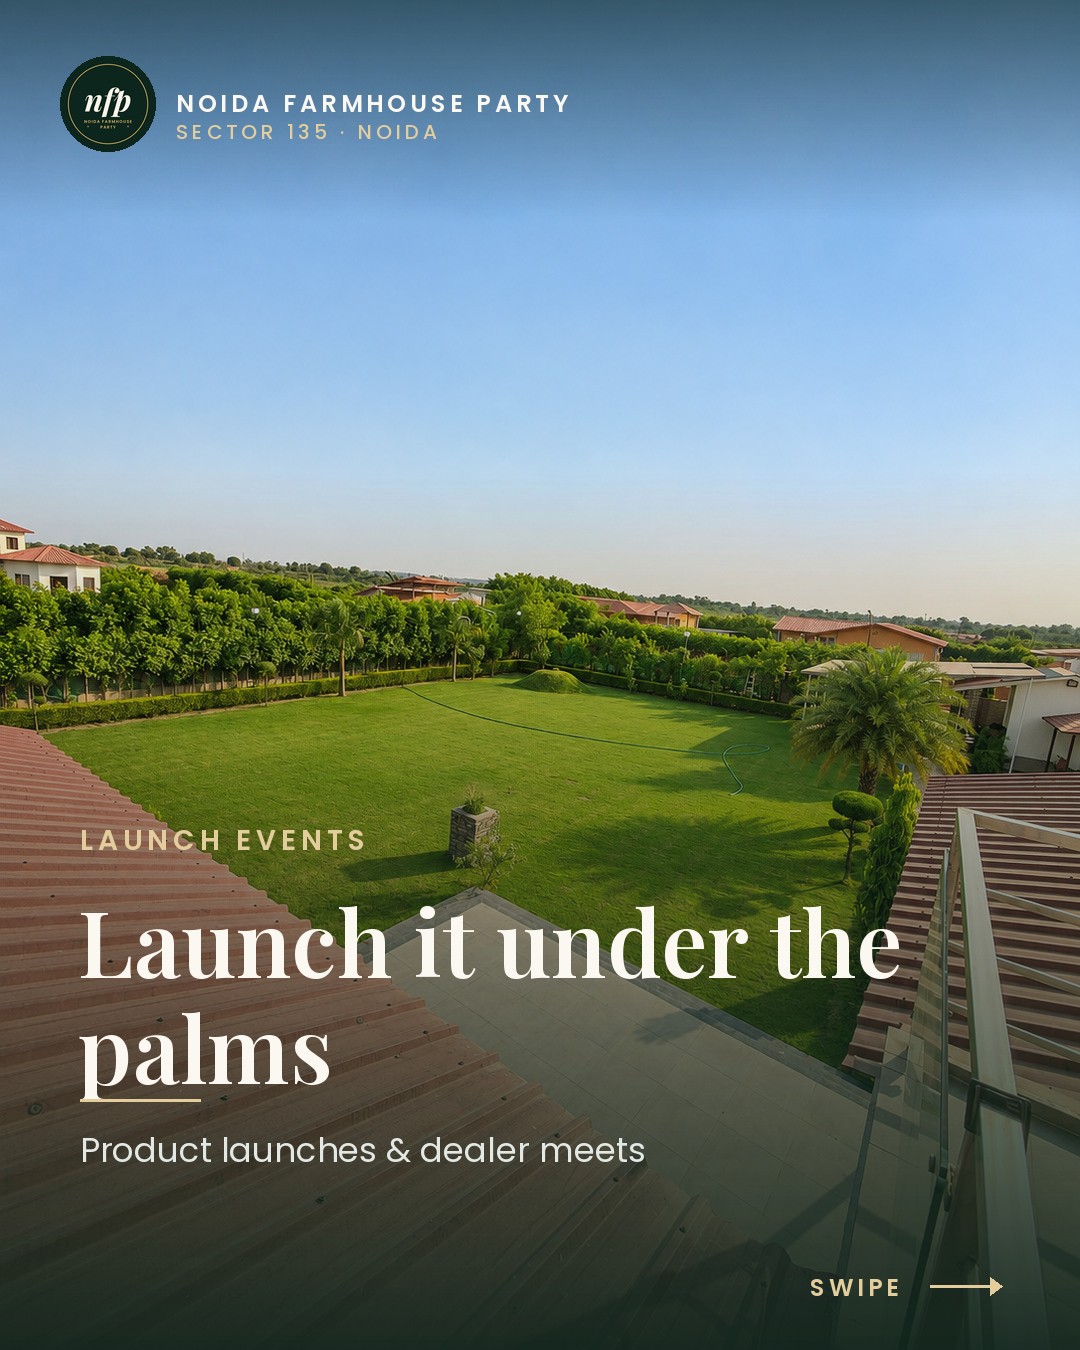 nfp
NOIDA FARMHOUSE
PARTY
NOIDA FARMHOUSE PARTY
SECTOR 135 · NOIDA
LAUNCH EVENTS
Launch it under the
palms
Product launches & dealer meets
SWIPE